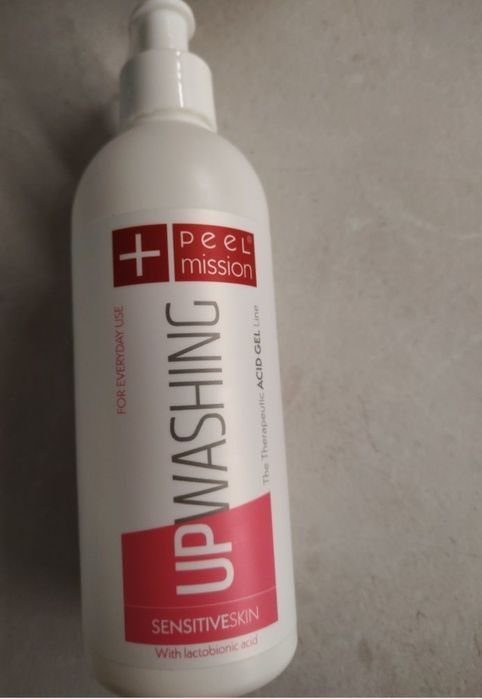 + Peel®
mission
FOR EVERYDAY USE
UPWASHING
The Therapeutic ACID GEL Line
SENSITIVESKIN
With lactobionic acid